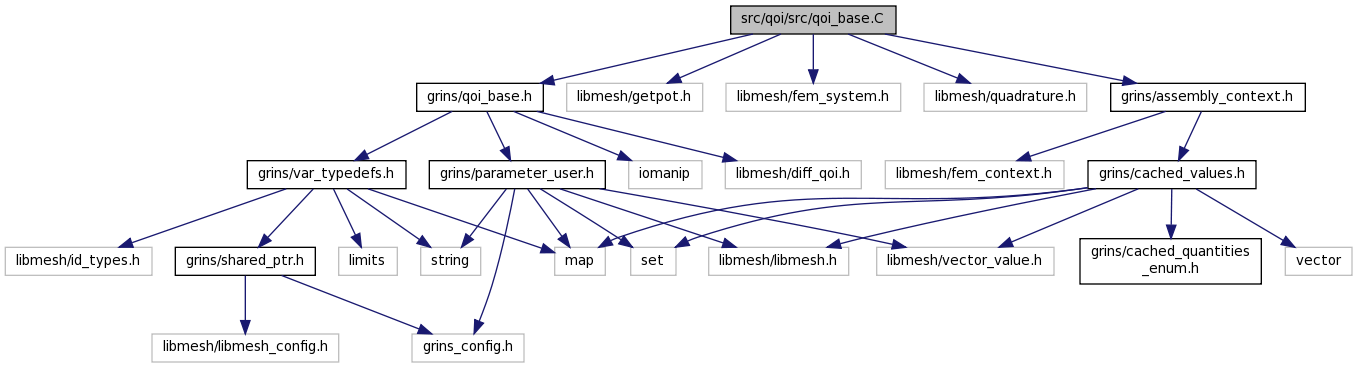 src/qoi/src/qoi_base.C
grins/qoi_base.h
libmesh/getpot.h
libmesh/fem_system.h
libmesh/quadrature.h
grins/assembly_context.h
grins/var_typedefs.h
grins/parameter_user.h
iomanip
libmesh/diff_qoi.h
libmesh/fem_context.h
grins/cached_values.h
libmesh/id_types.h
grins/shared_ptr.h
limits
string
map
set
libmesh/libmesh.h
libmesh/vector_value.h
grins/cached_quantities
_enum.h
vector
libmesh/libmesh_config.h
grins_config.h